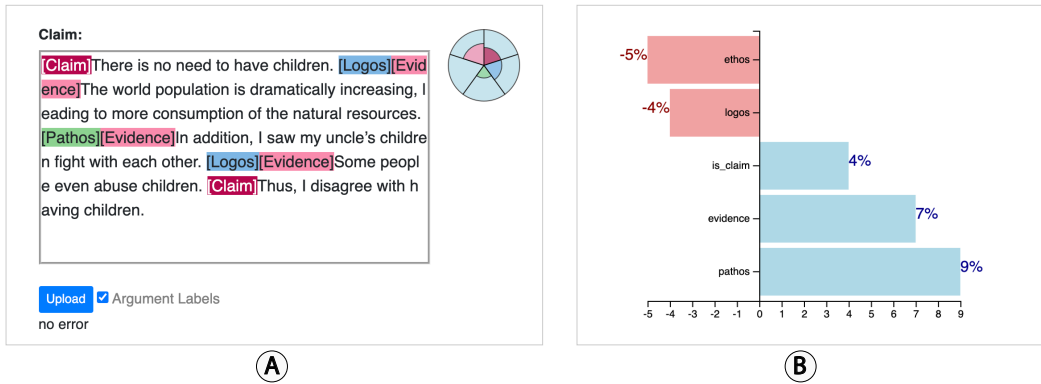 Claim:
[Claim]There is no need to have children. [Logos][Evid
ence]The world population is dramatically increasing, l
eading to more consumption of the natural resources.
[Pathos][Evidence]In addition, I saw my uncle's childre
n fight with each other. [Logos][Evidence]Some peopl
e even abuse children. [Claim]Thus, I disagree with h
aving children.
Upload Argument Labels
no error
A
-5% ethos
-4% logos
is_claim 4%
evidence 7%
pathos 9%
-5 -4 -3 -2 -1 0 1 2 3 4 5 6 7 8 9
B